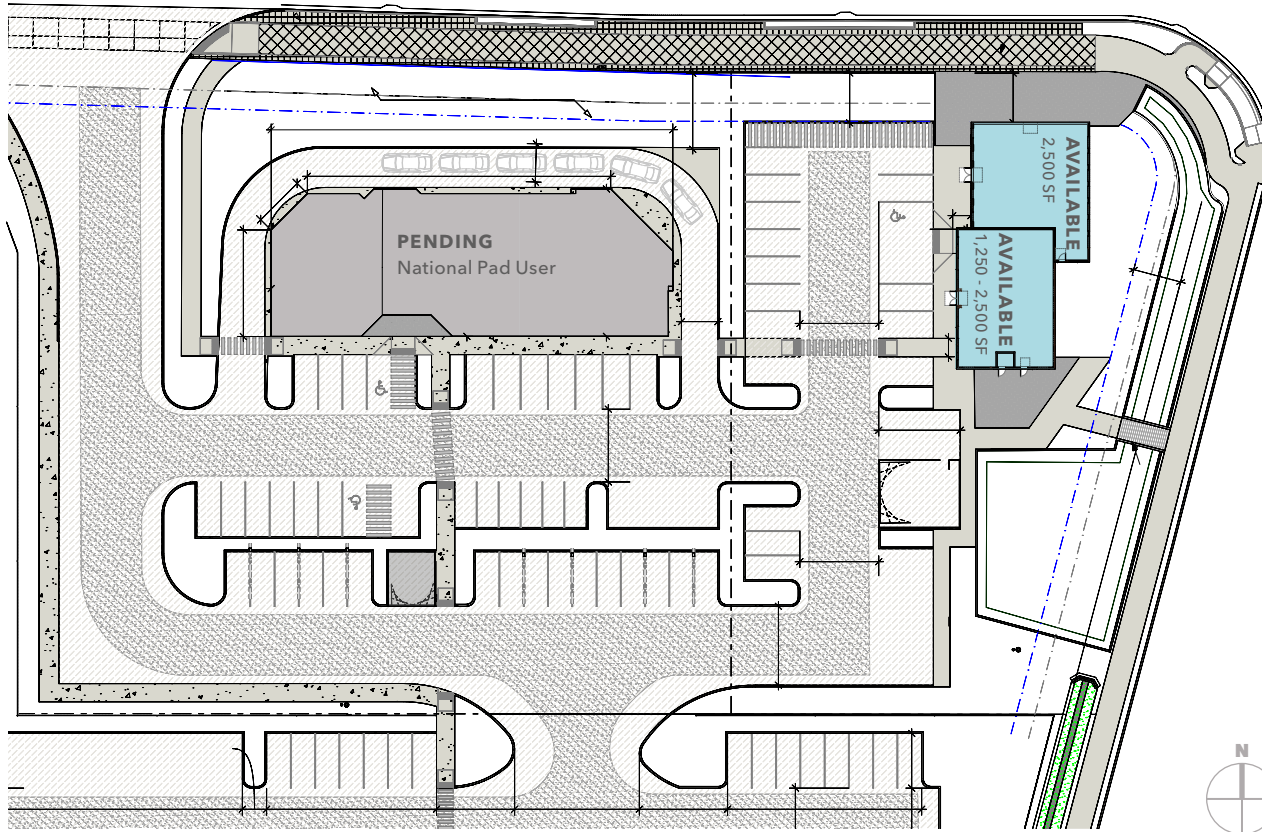 PENDING
National Pad User
AVAILABLE
2,500 SF
AVAILABLE
1,250 - 2,500 SF
N